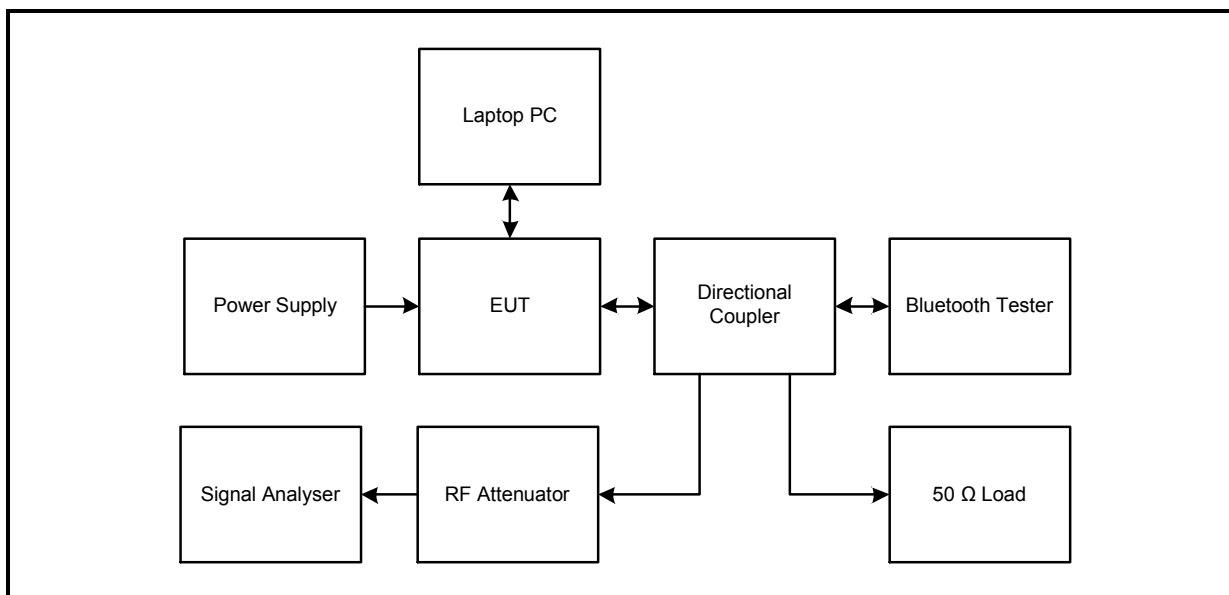 Laptop PC
Power Supply
EUT
Directional
Coupler
Bluetooth Tester
Signal Analyser
RF Attenuator
50 Ω Load